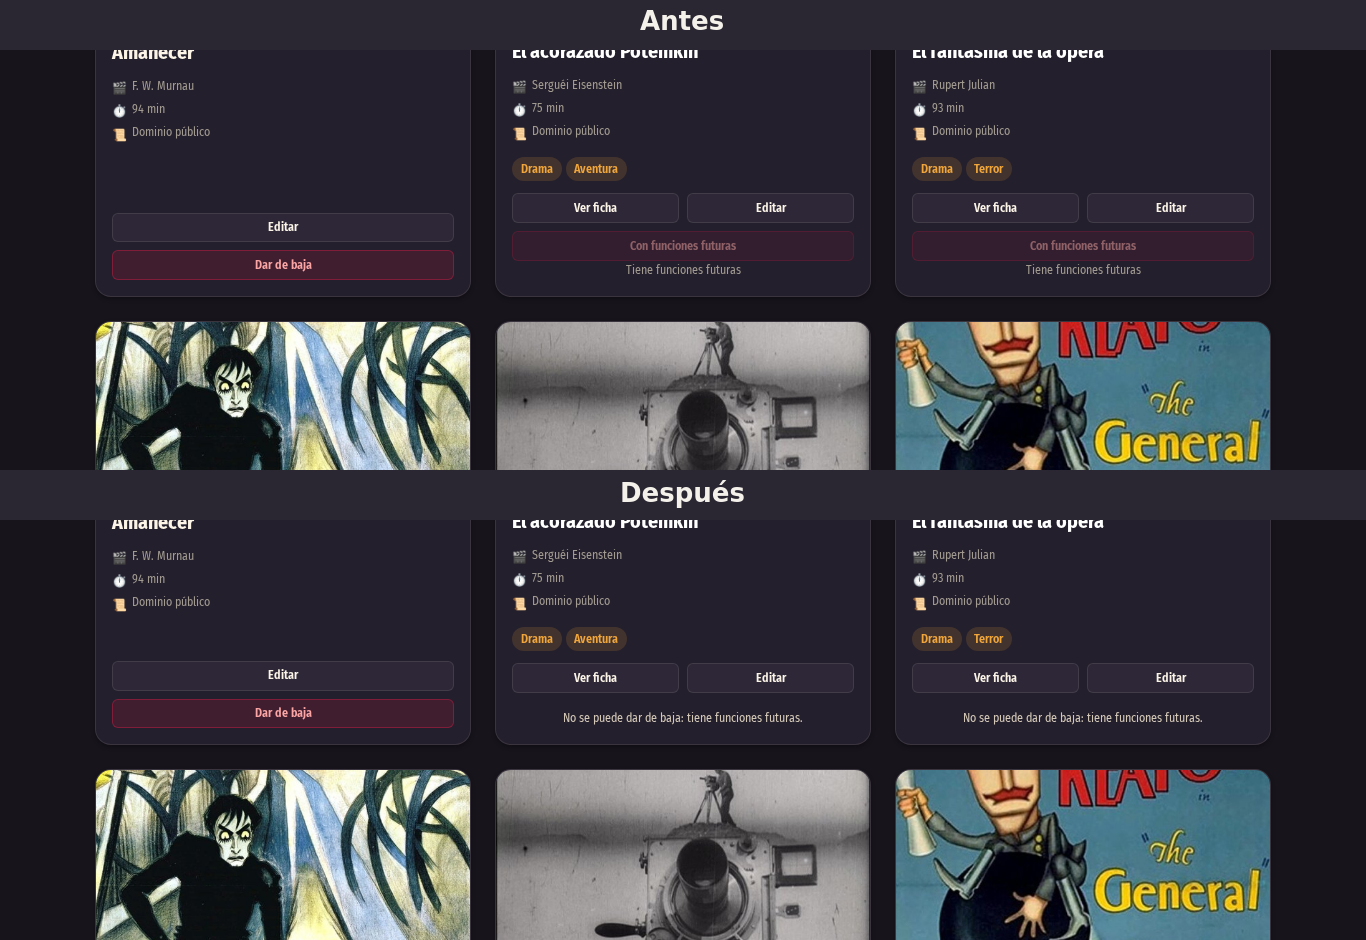 Antes
Amanecer
F. W. Murnau
94 min
Dominio público
Editar
Dar de baja
El acorazado Potemkin
Serguéi Eisenstein
75 min
Dominio público
Drama Aventura
Ver ficha Editar
Con funciones futuras
Tiene funciones futuras
El fantasma de la ópera
Rupert Julian
93 min
Dominio público
Drama Terror
Ver ficha Editar
Con funciones futuras
Tiene funciones futuras
in
"The
General"
Después
Amanecer
F. W. Murnau
94 min
Dominio público
Editar
Dar de baja
El acorazado Potemkin
Serguéi Eisenstein
75 min
Dominio público
Drama Aventura
Ver ficha Editar
No se puede dar de baja: tiene funciones futuras.
El fantasma de la ópera
Rupert Julian
93 min
Dominio público
Drama Terror
Ver ficha Editar
No se puede dar de baja: tiene funciones futuras.
in
"The
General"